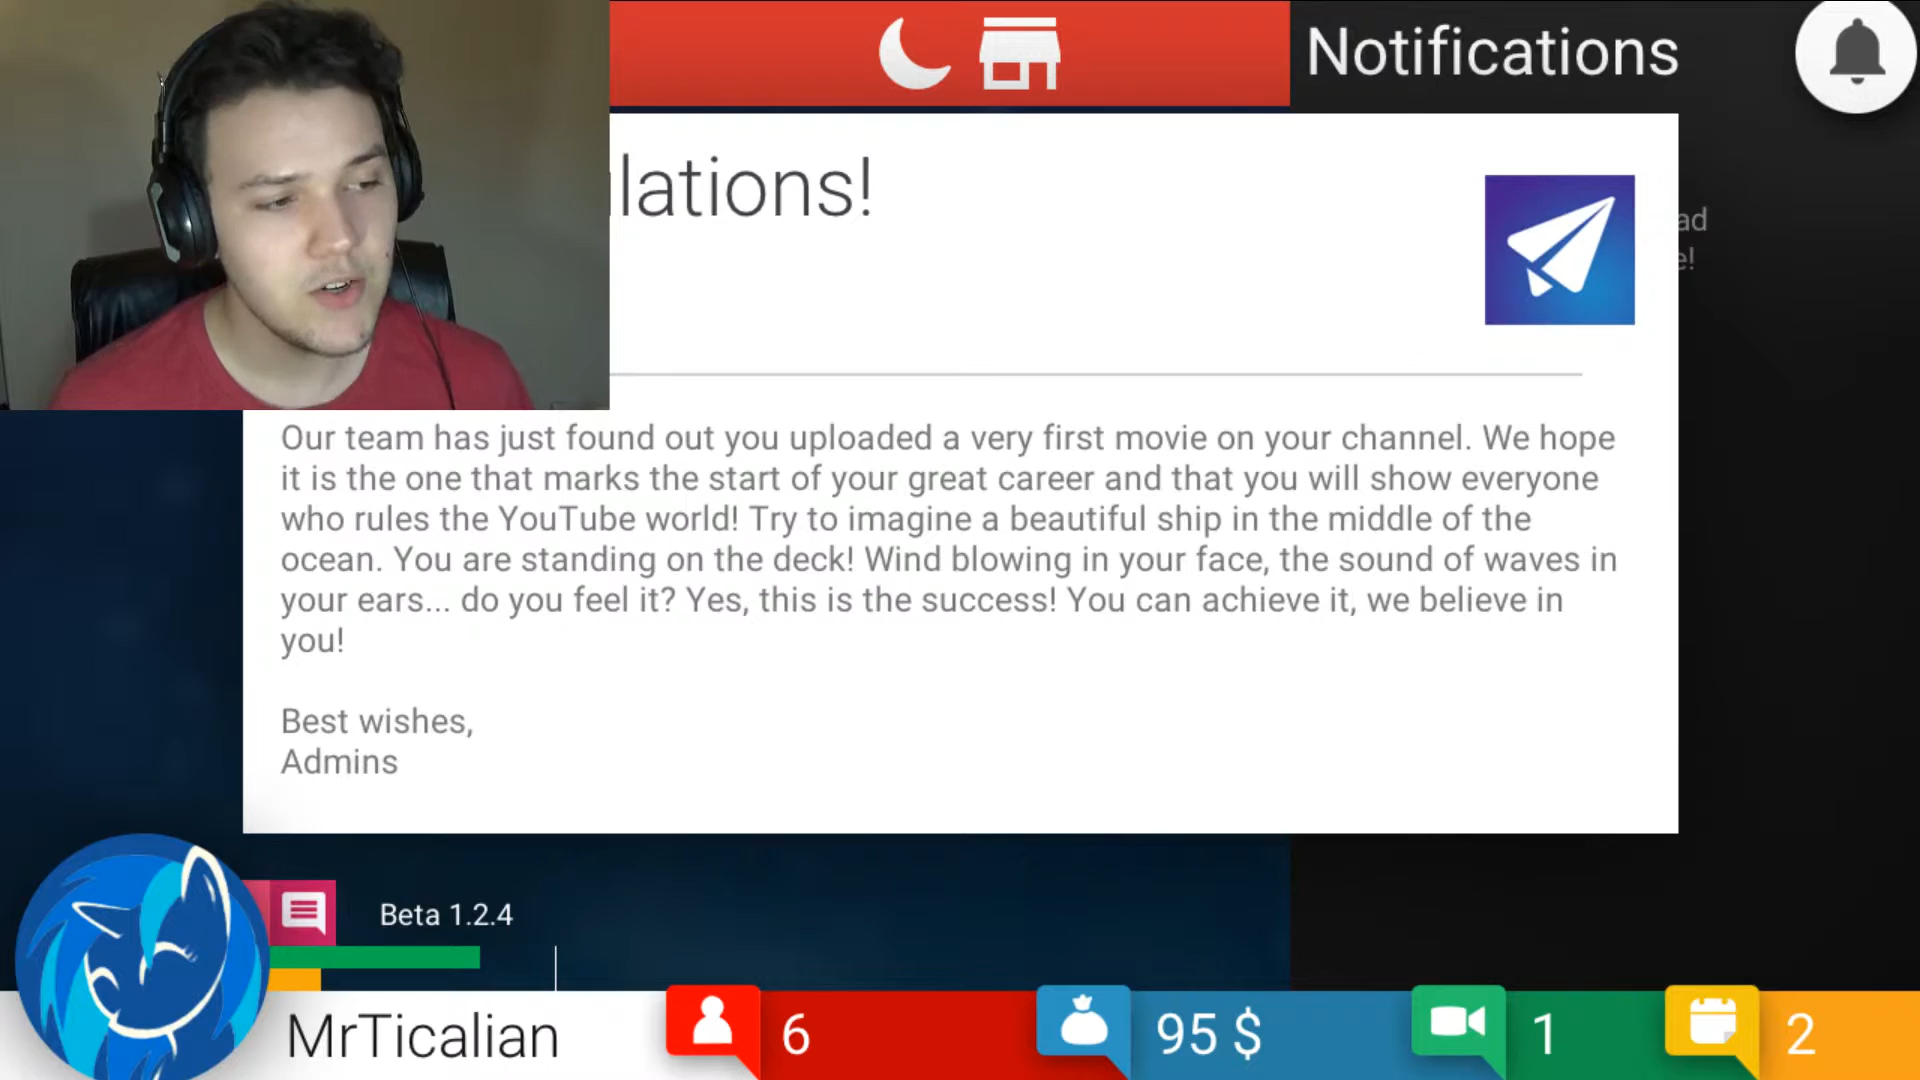 Notifications
lations!
ad
e!
Our team has just found out you uploaded a very first movie on your channel. We hope
it is the one that marks the start of your great career and that you will show everyone
who rules the YouTube world! Try to imagine a beautiful ship in the middle of the
ocean. You are standing on the deck! Wind blowing in your face, the sound of waves in
your ears... do you feel it? Yes, this is the success! You can achieve it, we believe in
you!
Best wishes,
Admins
Beta 1.2.4
MrTicalian
6
95 $
1
2